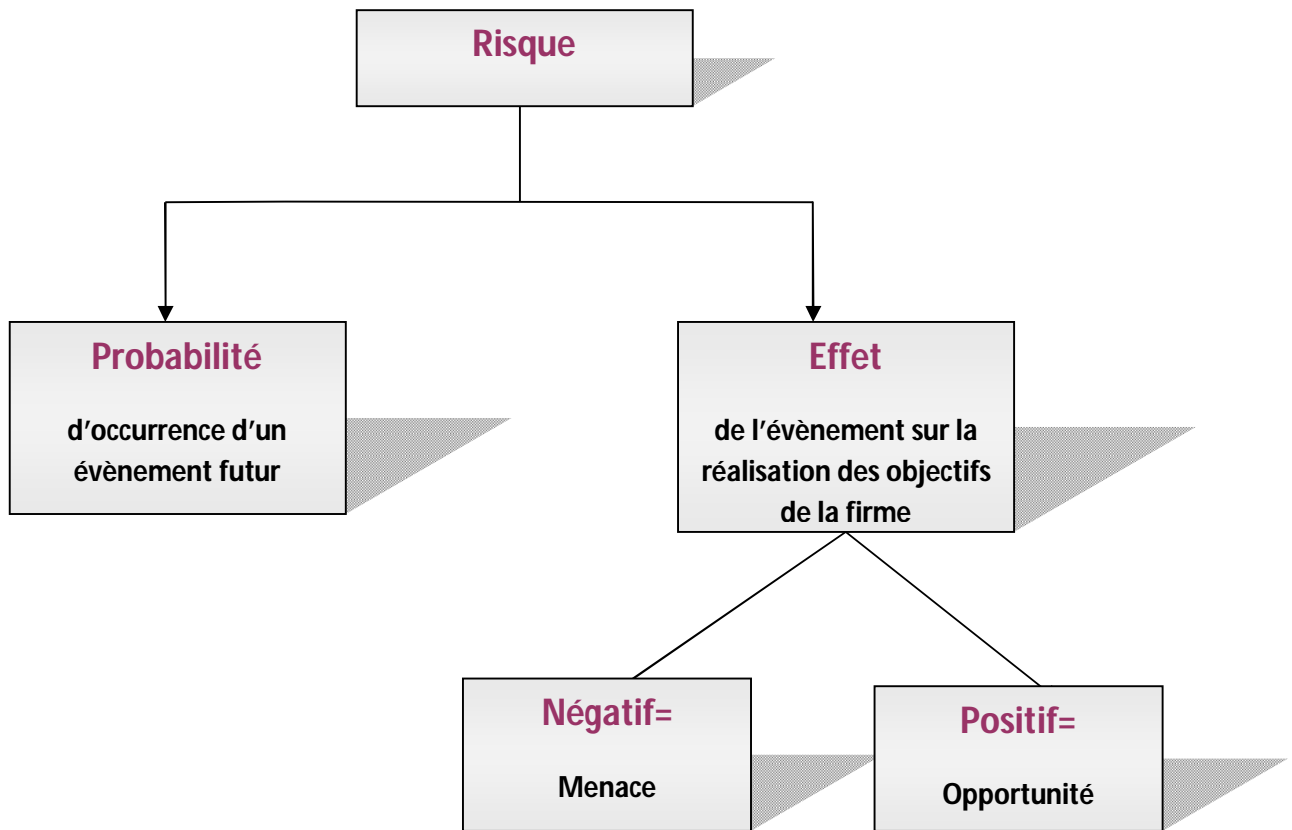 Risque
Probabilité
d’occurrence d’un
évènement futur
Effet
de l’évènement sur la
réalisation des objectifs
de la firme
Négatif=
Menace
Positif=
Opportunité